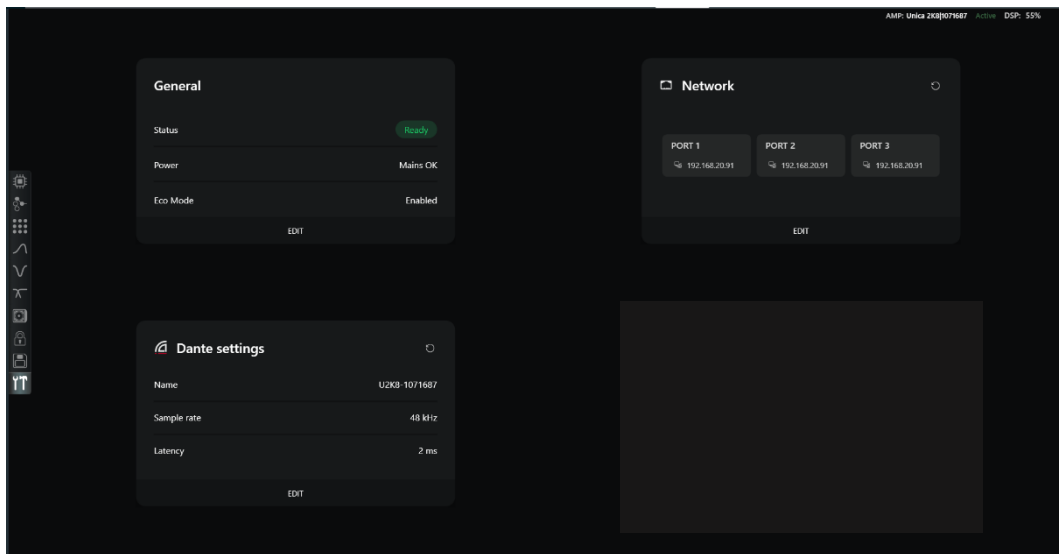 AMP: Unica 2K8|1071687 Active DSP: 55%
General
Status Ready
Power Mains OK
Eco Mode Enabled
EDIT
Network
PORT 1 PORT 2 PORT 3
192.168.20.91 192.168.20.91 192.168.20.91
EDIT
Dante settings
Name U2K8-1071687
Sample rate 48 kHz
Latency 2 ms
EDIT